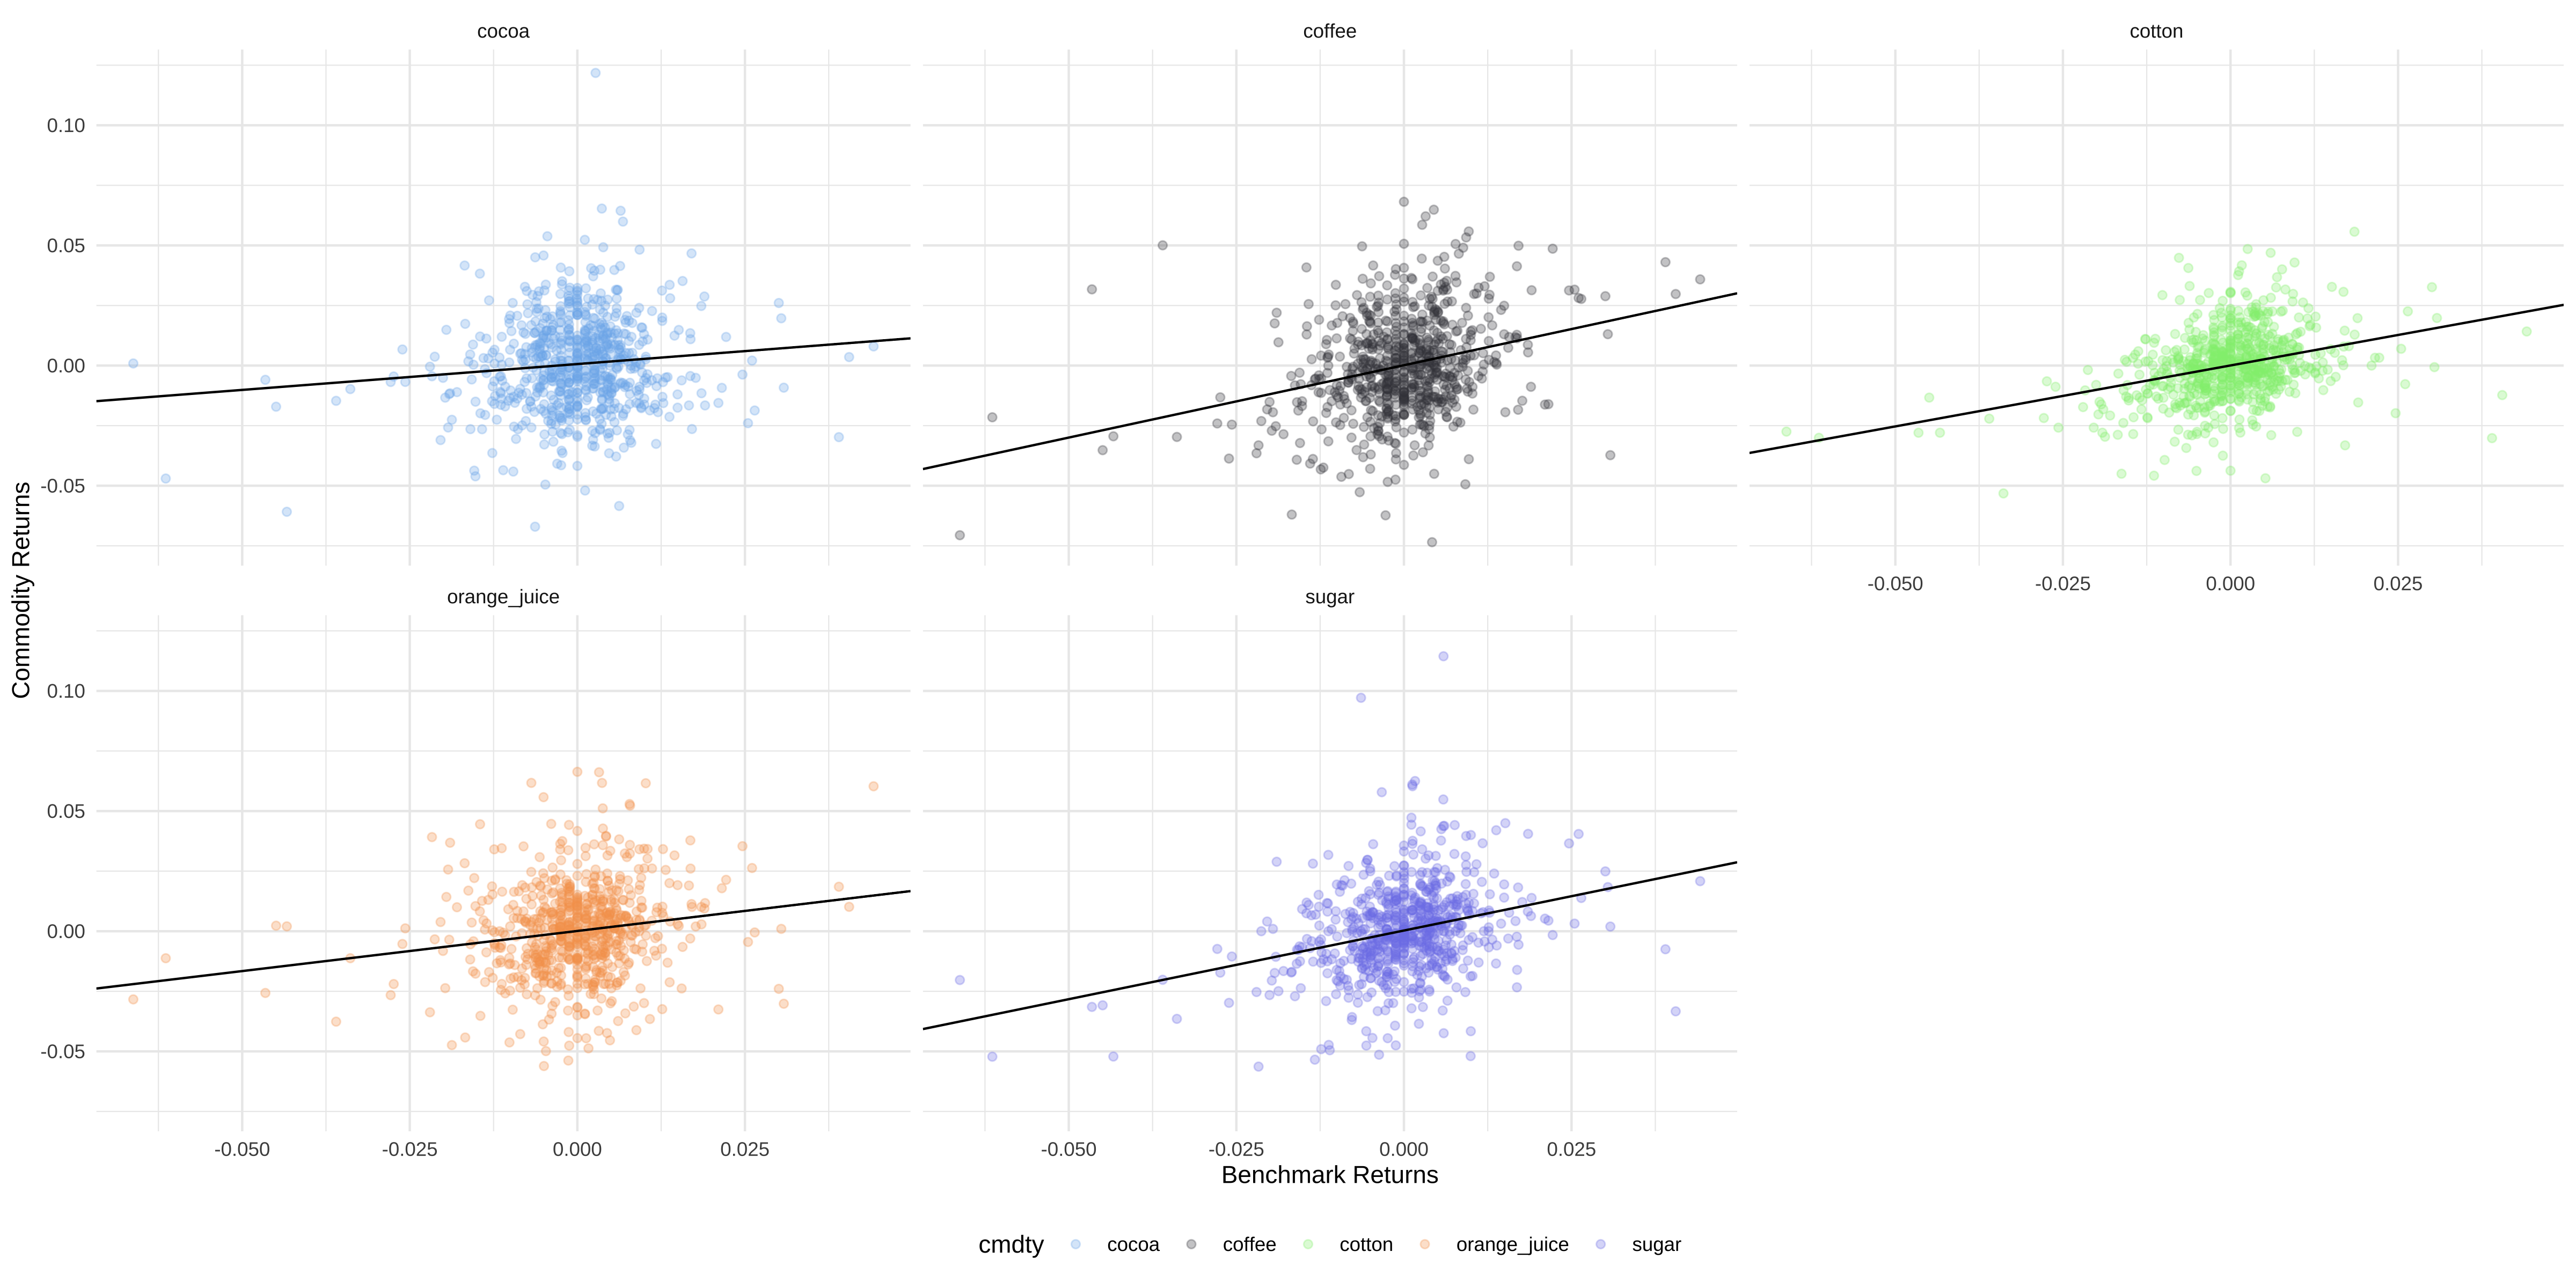 cocoa
coffee
cotton
0.10
0.05
0.00
-0.05
-0.050 -0.025 0.000 0.025
Commodity Returns
orange_juice
sugar
0.10
0.05
0.00
-0.05
-0.050 -0.025 0.000 0.025
-0.050 -0.025 0.000 0.025
Benchmark Returns
cmdty cocoa coffee cotton orange_juice sugar